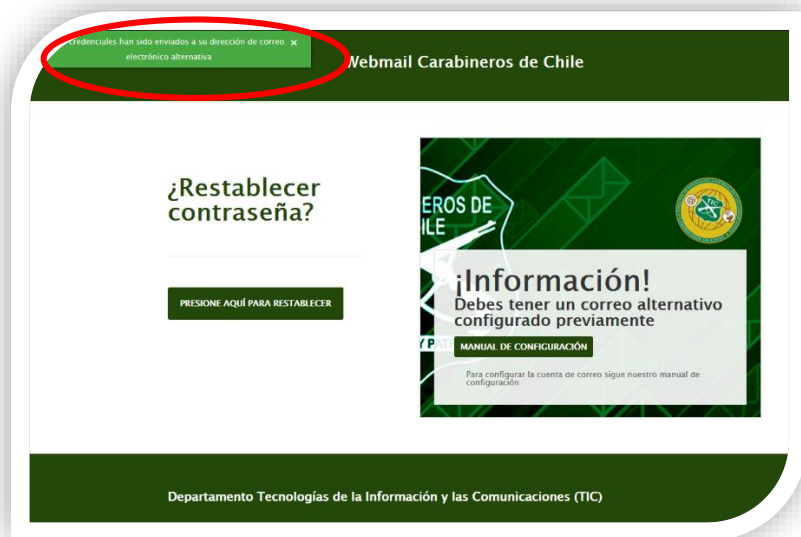 credenciales han sido enviados a su dirección de correo ×
electrónico alternativa
Webmail Carabineros de Chile
¿Restablecer
contraseña?
PRESIONE AQUÍ PARA RESTABLECER
EROS DE
ILE
TIC
¡Información!
Debes tener un correo alternativo
configurado previamente
Y PAT
MANUAL DE CONFIGURACIÓN
Para configurar la cuenta de correo sigue nuestro manual de
configuración
Departamento Tecnologías de la Información y las Comunicaciones (TIC)